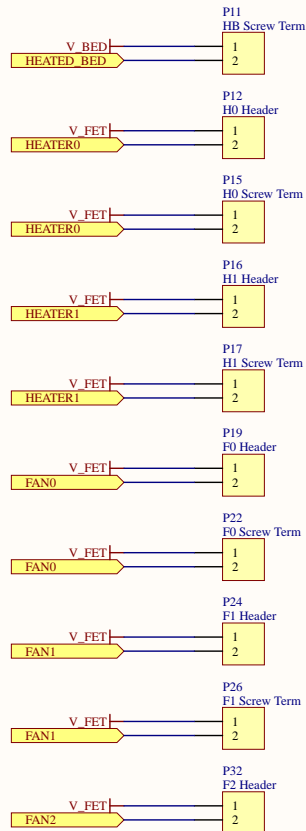 P11
HB Screw Term
V_BED 1
HEATED_BED 2
P12
H0 Header
V_FET 1
HEATER0 2
P15
H0 Screw Term
V_FET 1
HEATER0 2
P16
H1 Header
V_FET 1
HEATER1 2
P17
H1 Screw Term
V_FET 1
HEATER1 2
P19
F0 Header
V_FET 1
FAN0 2
P22
F0 Screw Term
V_FET 1
FAN0 2
P24
F1 Header
V_FET 1
FAN1 2
P26
F1 Screw Term
V_FET 1
FAN1 2
P32
F2 Header
V_FET 1
FAN2 2